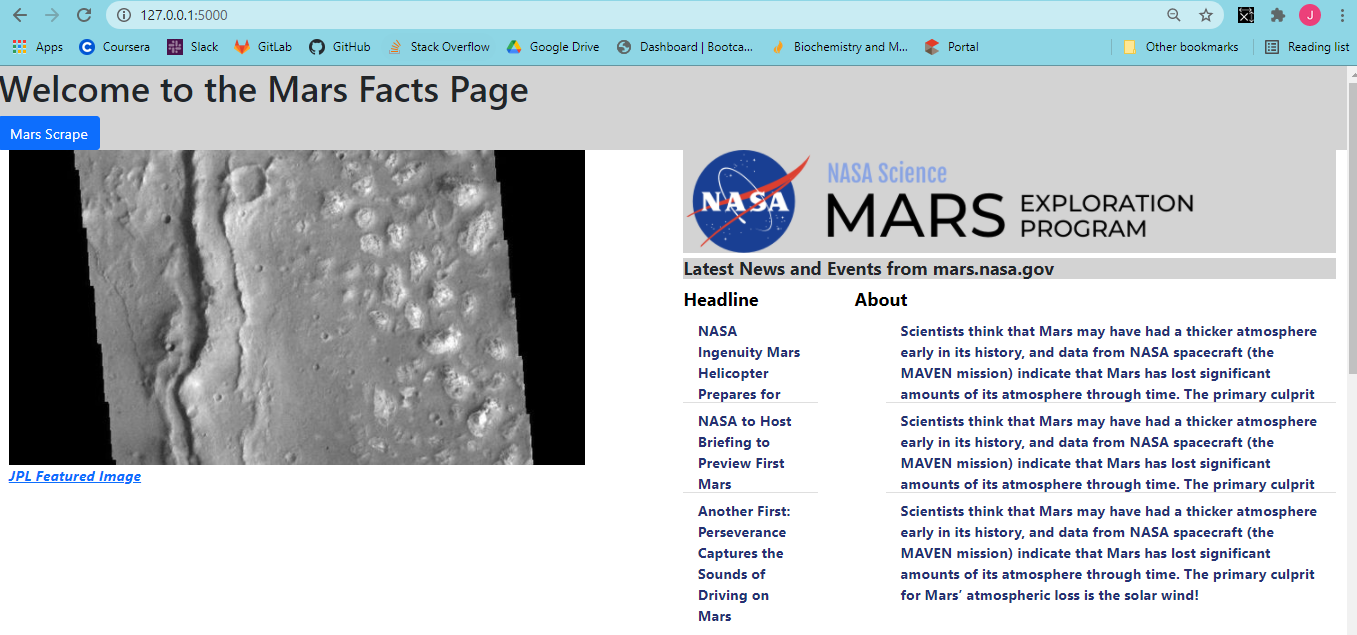 127.0.0.1:5000
J
Apps Coursera Slack GitLab GitHub Stack Overflow Google Drive Dashboard | Bootca... Biochemistry and M... Portal Other bookmarks Reading list
Welcome to the Mars Facts Page
Mars Scrape
JPL Featured Image
NASA
NASA Science
MARS EXPLORATION
PROGRAM
Latest News and Events from mars.nasa.gov
Headline About
NASA
Ingenuity Mars
Helicopter
Prepares for
Scientists think that Mars may have had a thicker atmosphere
early in its history, and data from NASA spacecraft (the
MAVEN mission) indicate that Mars has lost significant
amounts of its atmosphere through time. The primary culprit
NASA to Host
Briefing to
Preview First
Mars
Scientists think that Mars may have had a thicker atmosphere
early in its history, and data from NASA spacecraft (the
MAVEN mission) indicate that Mars has lost significant
amounts of its atmosphere through time. The primary culprit
Another First:
Perseverance
Captures the
Sounds of
Driving on
Mars
Scientists think that Mars may have had a thicker atmosphere
early in its history, and data from NASA spacecraft (the
MAVEN mission) indicate that Mars has lost significant
amounts of its atmosphere through time. The primary culprit
for Mars’ atmospheric loss is the solar wind!